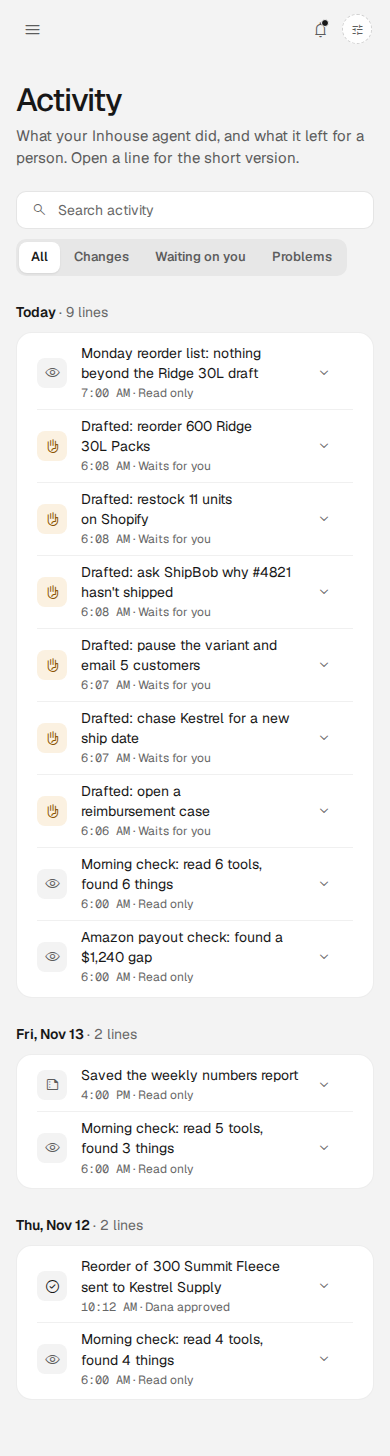 Activity
What your Inhouse agent did, and what it left for a
person. Open a line for the short version.
Search activity
All Changes Waiting on you Problems
Today · 9 lines
Monday reorder list: nothing
beyond the Ridge 30L draft
7:00 AM · Read only
Drafted: reorder 600 Ridge
30L Packs
6:08 AM · Waits for you
Drafted: restock 11 units
on Shopify
6:08 AM · Waits for you
Drafted: ask ShipBob why #4821
hasn't shipped
6:08 AM · Waits for you
Drafted: pause the variant and
email 5 customers
6:07 AM · Waits for you
Drafted: chase Kestrel for a new
ship date
6:07 AM · Waits for you
Drafted: open a
reimbursement case
6:06 AM · Waits for you
Morning check: read 6 tools,
found 6 things
6:00 AM · Read only
Amazon payout check: found a
$1,240 gap
6:00 AM · Read only
Fri, Nov 13 · 2 lines
Saved the weekly numbers report
4:00 PM · Read only
Morning check: read 5 tools,
found 3 things
6:00 AM · Read only
Thu, Nov 12 · 2 lines
Reorder of 300 Summit Fleece
sent to Kestrel Supply
10:12 AM · Dana approved
Morning check: read 4 tools,
found 4 things
6:00 AM · Read only